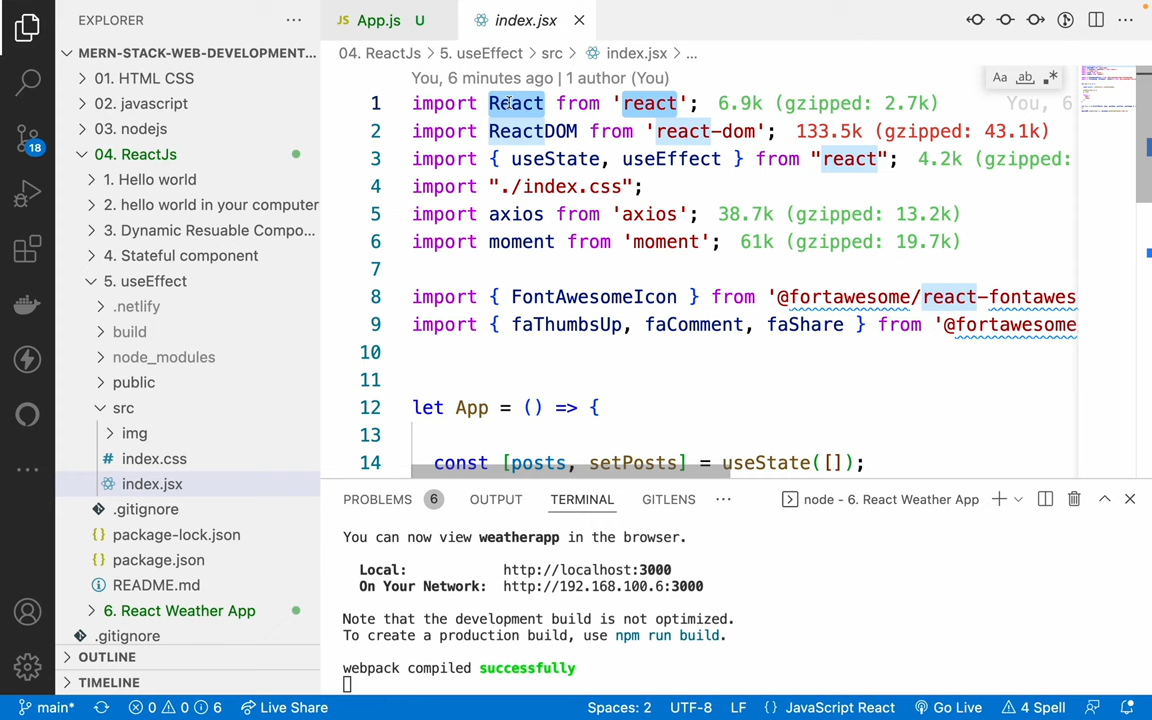 EXPLORER
MERN-STACK-WEB-DEVELOPMENT...
01. HTML CSS
02. javascript
03. nodejs
04. ReactJs
1. Hello world
2. hello world in your computer
3. Dynamic Resuable Compo...
4. Stateful component
5. useEffect
.netlify
build
node_modules
public
src
img
# index.css
index.jsx
.gitignore
{} package-lock.json
{} package.json
README.md
6. React Weather App
.gitignore
OUTLINE
TIMELINE
18
JS App.js U
index.jsx
04. ReactJs > 5. useEffect > src > index.jsx > ...
You, 6 minutes ago | 1 author (You)
Aa ab
1 import React from 'react'; 6.9k (gzipped: 2.7k) You, 6
2 import ReactDOM from 'react-dom'; 133.5k (gzipped: 43.1k)
3 import { useState, useEffect } from "react"; 4.2k (gzipped:
4 import "./index.css";
5 import axios from 'axios'; 38.7k (gzipped: 13.2k)
6 import moment from 'moment'; 61k (gzipped: 19.7k)
7
8 import { FontAwesomeIcon } from '@fortawesome/react-fontawes
9 import { faThumbsUp, faComment, faShare } from '@fortawesome
10
11
12 let App = () => {
13
14 const [posts, setPosts] = useState([]);
PROBLEMS 6 OUTPUT TERMINAL GITLENS ... node - 6. React Weather App
You can now view weatherapp in the browser.
Local: http://localhost:3000
On Your Network: http://192.168.100.6:3000
Note that the development build is not optimized.
To create a production build, use npm run build.
webpack compiled successfully
main* 0 0 6 Live Share Spaces: 2 UTF-8 LF {} JavaScript React Go Live 4 Spell